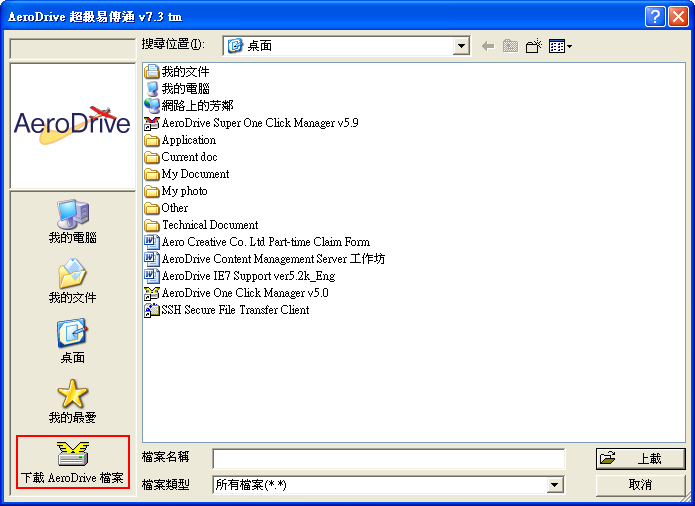 AeroDrive 超級易傳通 v7.3 tm
搜尋位置(I):
桌面
AeroDrive
我的電腦
我的文件
桌面
我的最愛
下載 AeroDrive 檔案
我的文件
我的電腦
網路上的芳鄰
AeroDrive Super One Click Manager v5.9
Application
Current doc
My Document
My photo
Other
Technical Document
Aero Creative Co. Ltd Part-time Claim Form
AeroDrive Content Management Server 工作坊
AeroDrive IE7 Support ver5.2k_Eng
AeroDrive One Click Manager v5.0
SSH Secure File Transfer Client
檔案名稱
上載
檔案類型
所有檔案(*.*)
取消